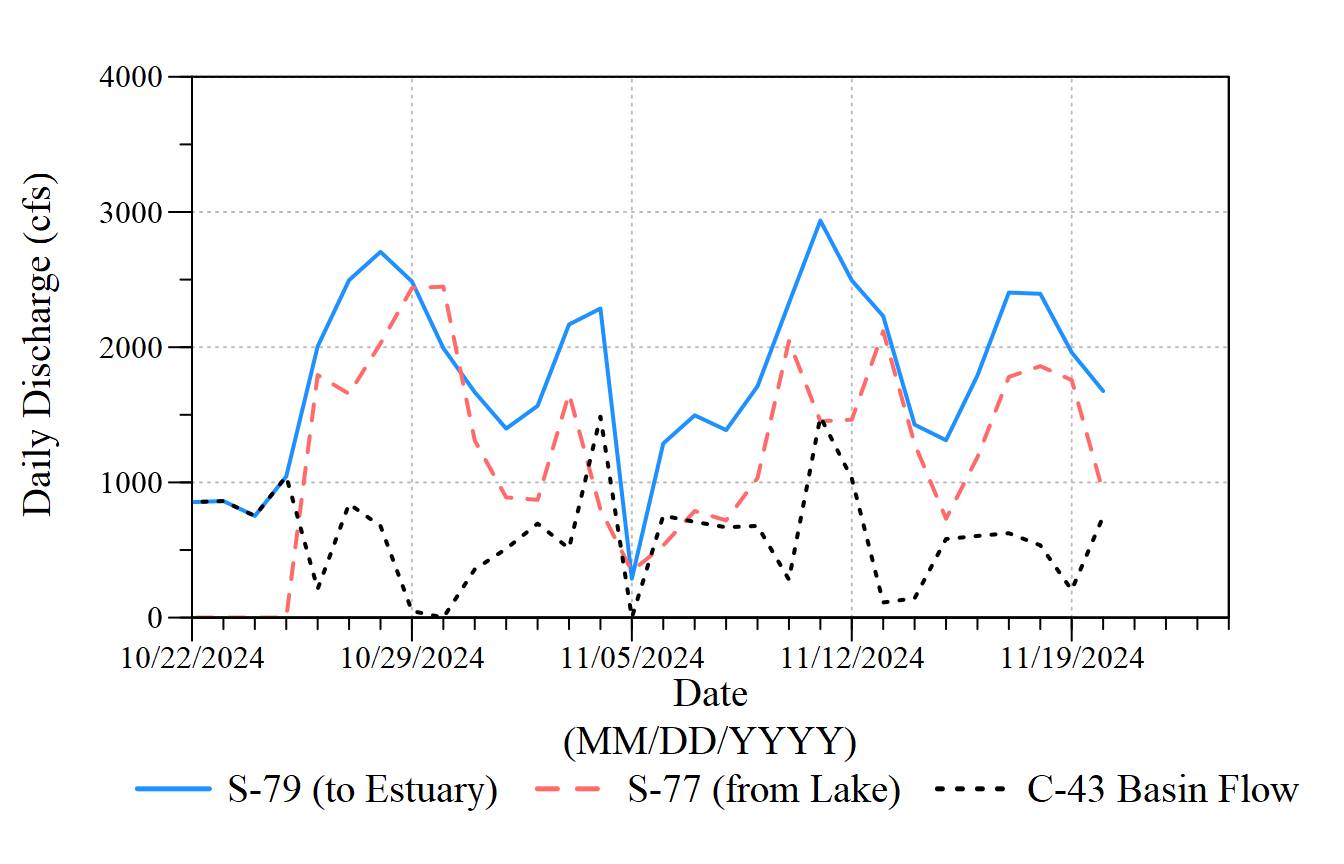 4000
3000
2000
1000
0
Daily Discharge (cfs)
10/22/2024 10/29/2024 11/05/2024 11/12/2024 11/19/2024
Date
(MM/DD/YYYY)
S-79 (to Estuary) S-77 (from Lake) C-43 Basin Flow